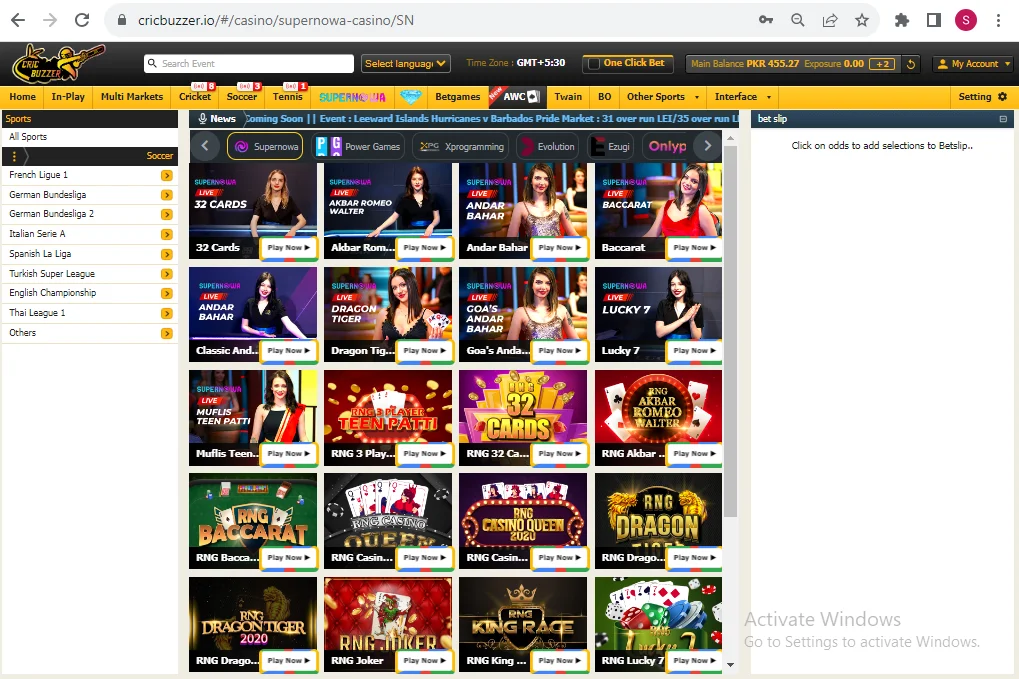 cricbuzzer.io/#/casino/supernowa-casino/SN
S
CRIC BUZZER
Search Event
Select language
Time Zone : GMT+5:30
One Click Bet
Main Balance PKR 455.27 Exposure 0.00 +2
My Account
Home
In-Play
Multi Markets
Cricket 8
Soccer 3
Tennis 1
SUPERNOWA
Betgames
New AWC
Twain
BO
Other Sports
Interface
Setting
Sports
All Sports
Soccer
French Ligue 1
German Bundesliga
German Bundesliga 2
Italian Serie A
Spanish La Liga
Turkish Super League
English Championship
Thai League 1
Others
News
Coming Soon || Event : Leeward Islands Hurricanes v Barbados Pride Market : 31 over run LEI/35 over run LI
Supernowa
Power Games
XPG Xprogramming
Evolution
Ezugi
Onlyp
SUPERNOWA LIVE 32 CARDS
32 Cards
Play Now
SUPERNOWA LIVE AKBAR ROMEO WALTER
Akbar Rom...
Play Now
SUPERNOWA LIVE ANDAR BAHAR
Andar Bahar
Play Now
SUPERNOWA LIVE BACCARAT
Baccarat
Play Now
SUPERNOWA LIVE ANDAR BAHAR
Classic And...
Play Now
SUPERNOWA LIVE DRAGON TIGER
Dragon Tig...
Play Now
SUPERNOWA LIVE GOA'S ANDAR BAHAR
Goa's Anda...
Play Now
SUPERNOWA LIVE LUCKY 7
Lucky 7
Play Now
SUPERNOWA LIVE MUFLIS TEEN PATTI
Muflis Teen...
Play Now
RNG 3 PLAYER TEEN PATTI
RNG 3 Play...
Play Now
RNG 32 CARDS
RNG 32 Ca...
Play Now
RNG AKBAR ROMEO WALTER
RNG Akbar ...
Play Now
RNG BACCARAT
RNG Bacca...
Play Now
RNG CASINO QUEEN
RNG Casin...
Play Now
RNG CASINO QUEEN 2020
RNG Casin...
Play Now
RNG DRAGON
RNG Drago...
Play Now
RNG DRAGON TIGER 2020
RNG Drago...
Play Now
RNG JOKER
RNG Joker
Play Now
RNG KING RACE
RNG King ...
Play Now
RNG Lucky 7
Play Now
bet slip
Click on odds to add selections to Betslip..
Activate Windows
Go to Settings to activate Windows.